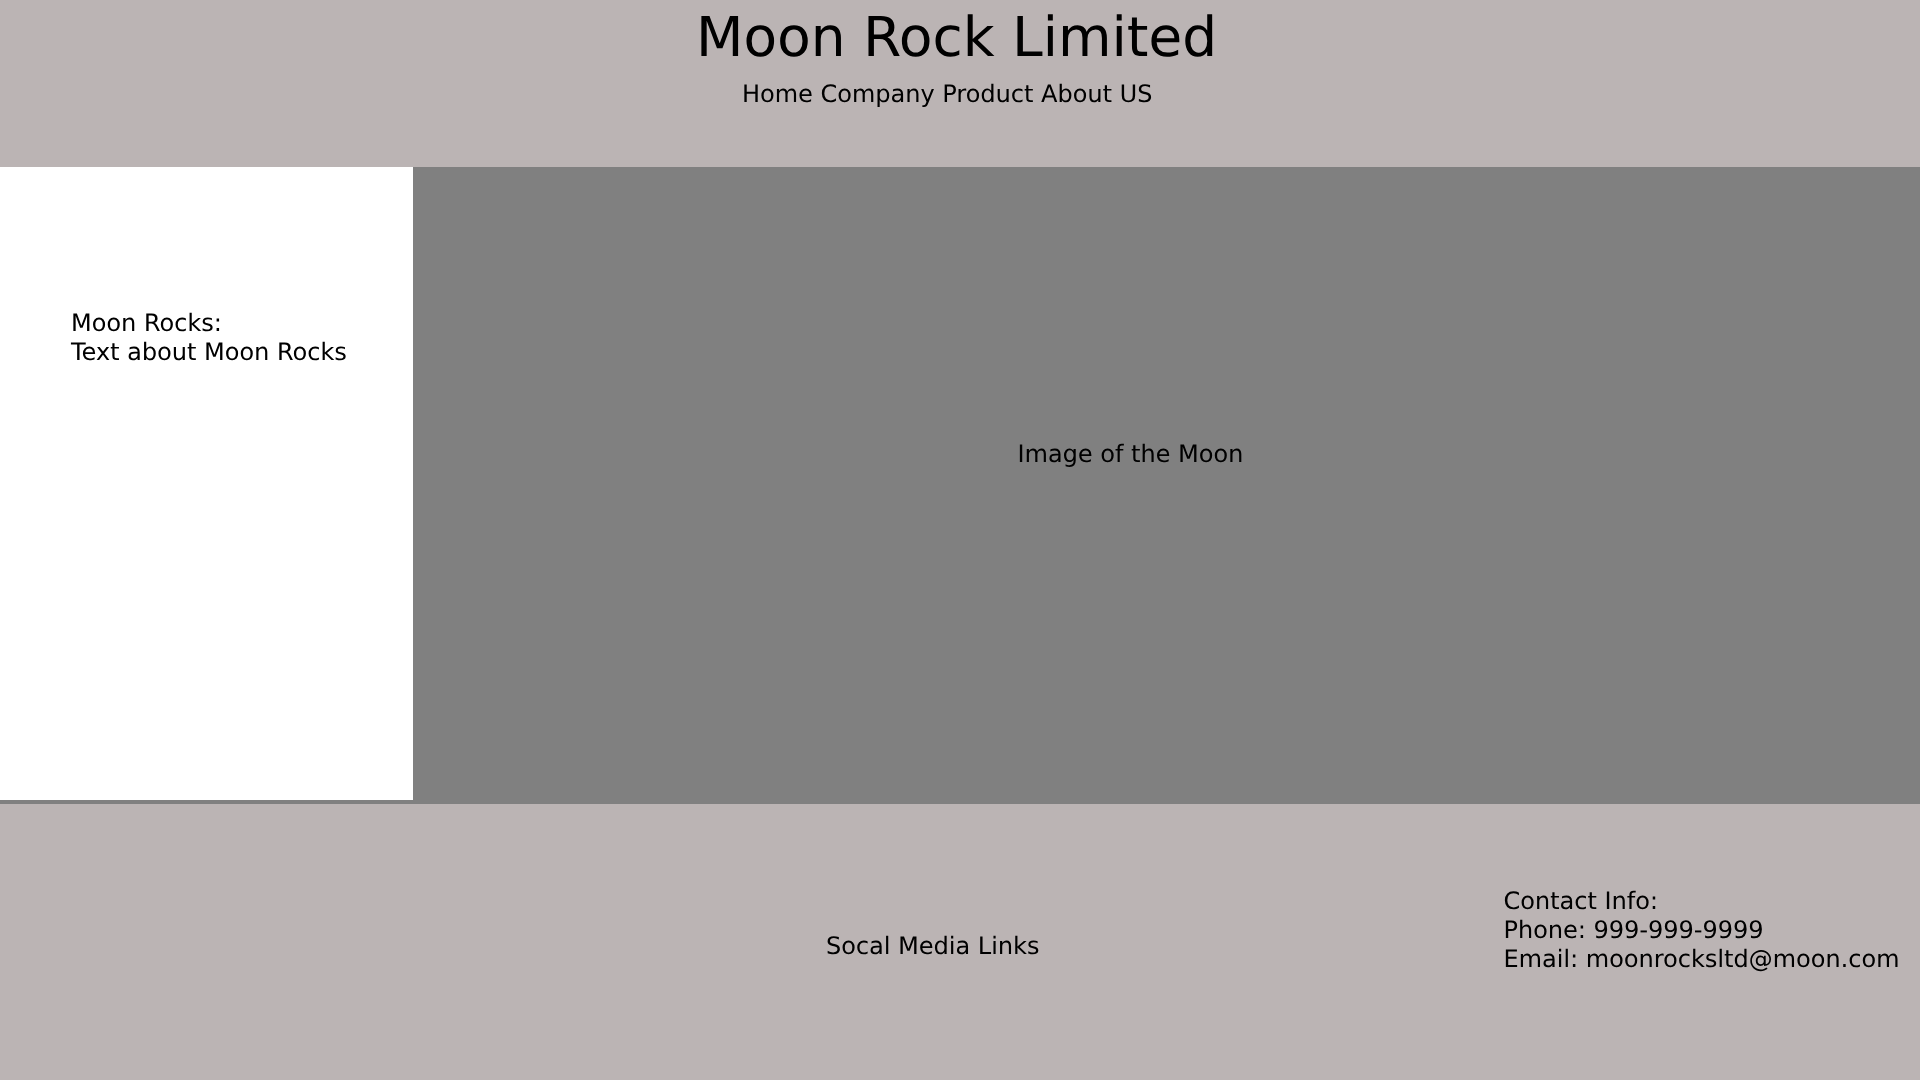 Moon Rock Limited
Home Company Product About US
Moon Rocks:
Text about Moon Rocks
Image of the Moon
Socal Media Links
Contact Info:
Phone: 999-999-9999
Email: moonrocksltd@moon.com